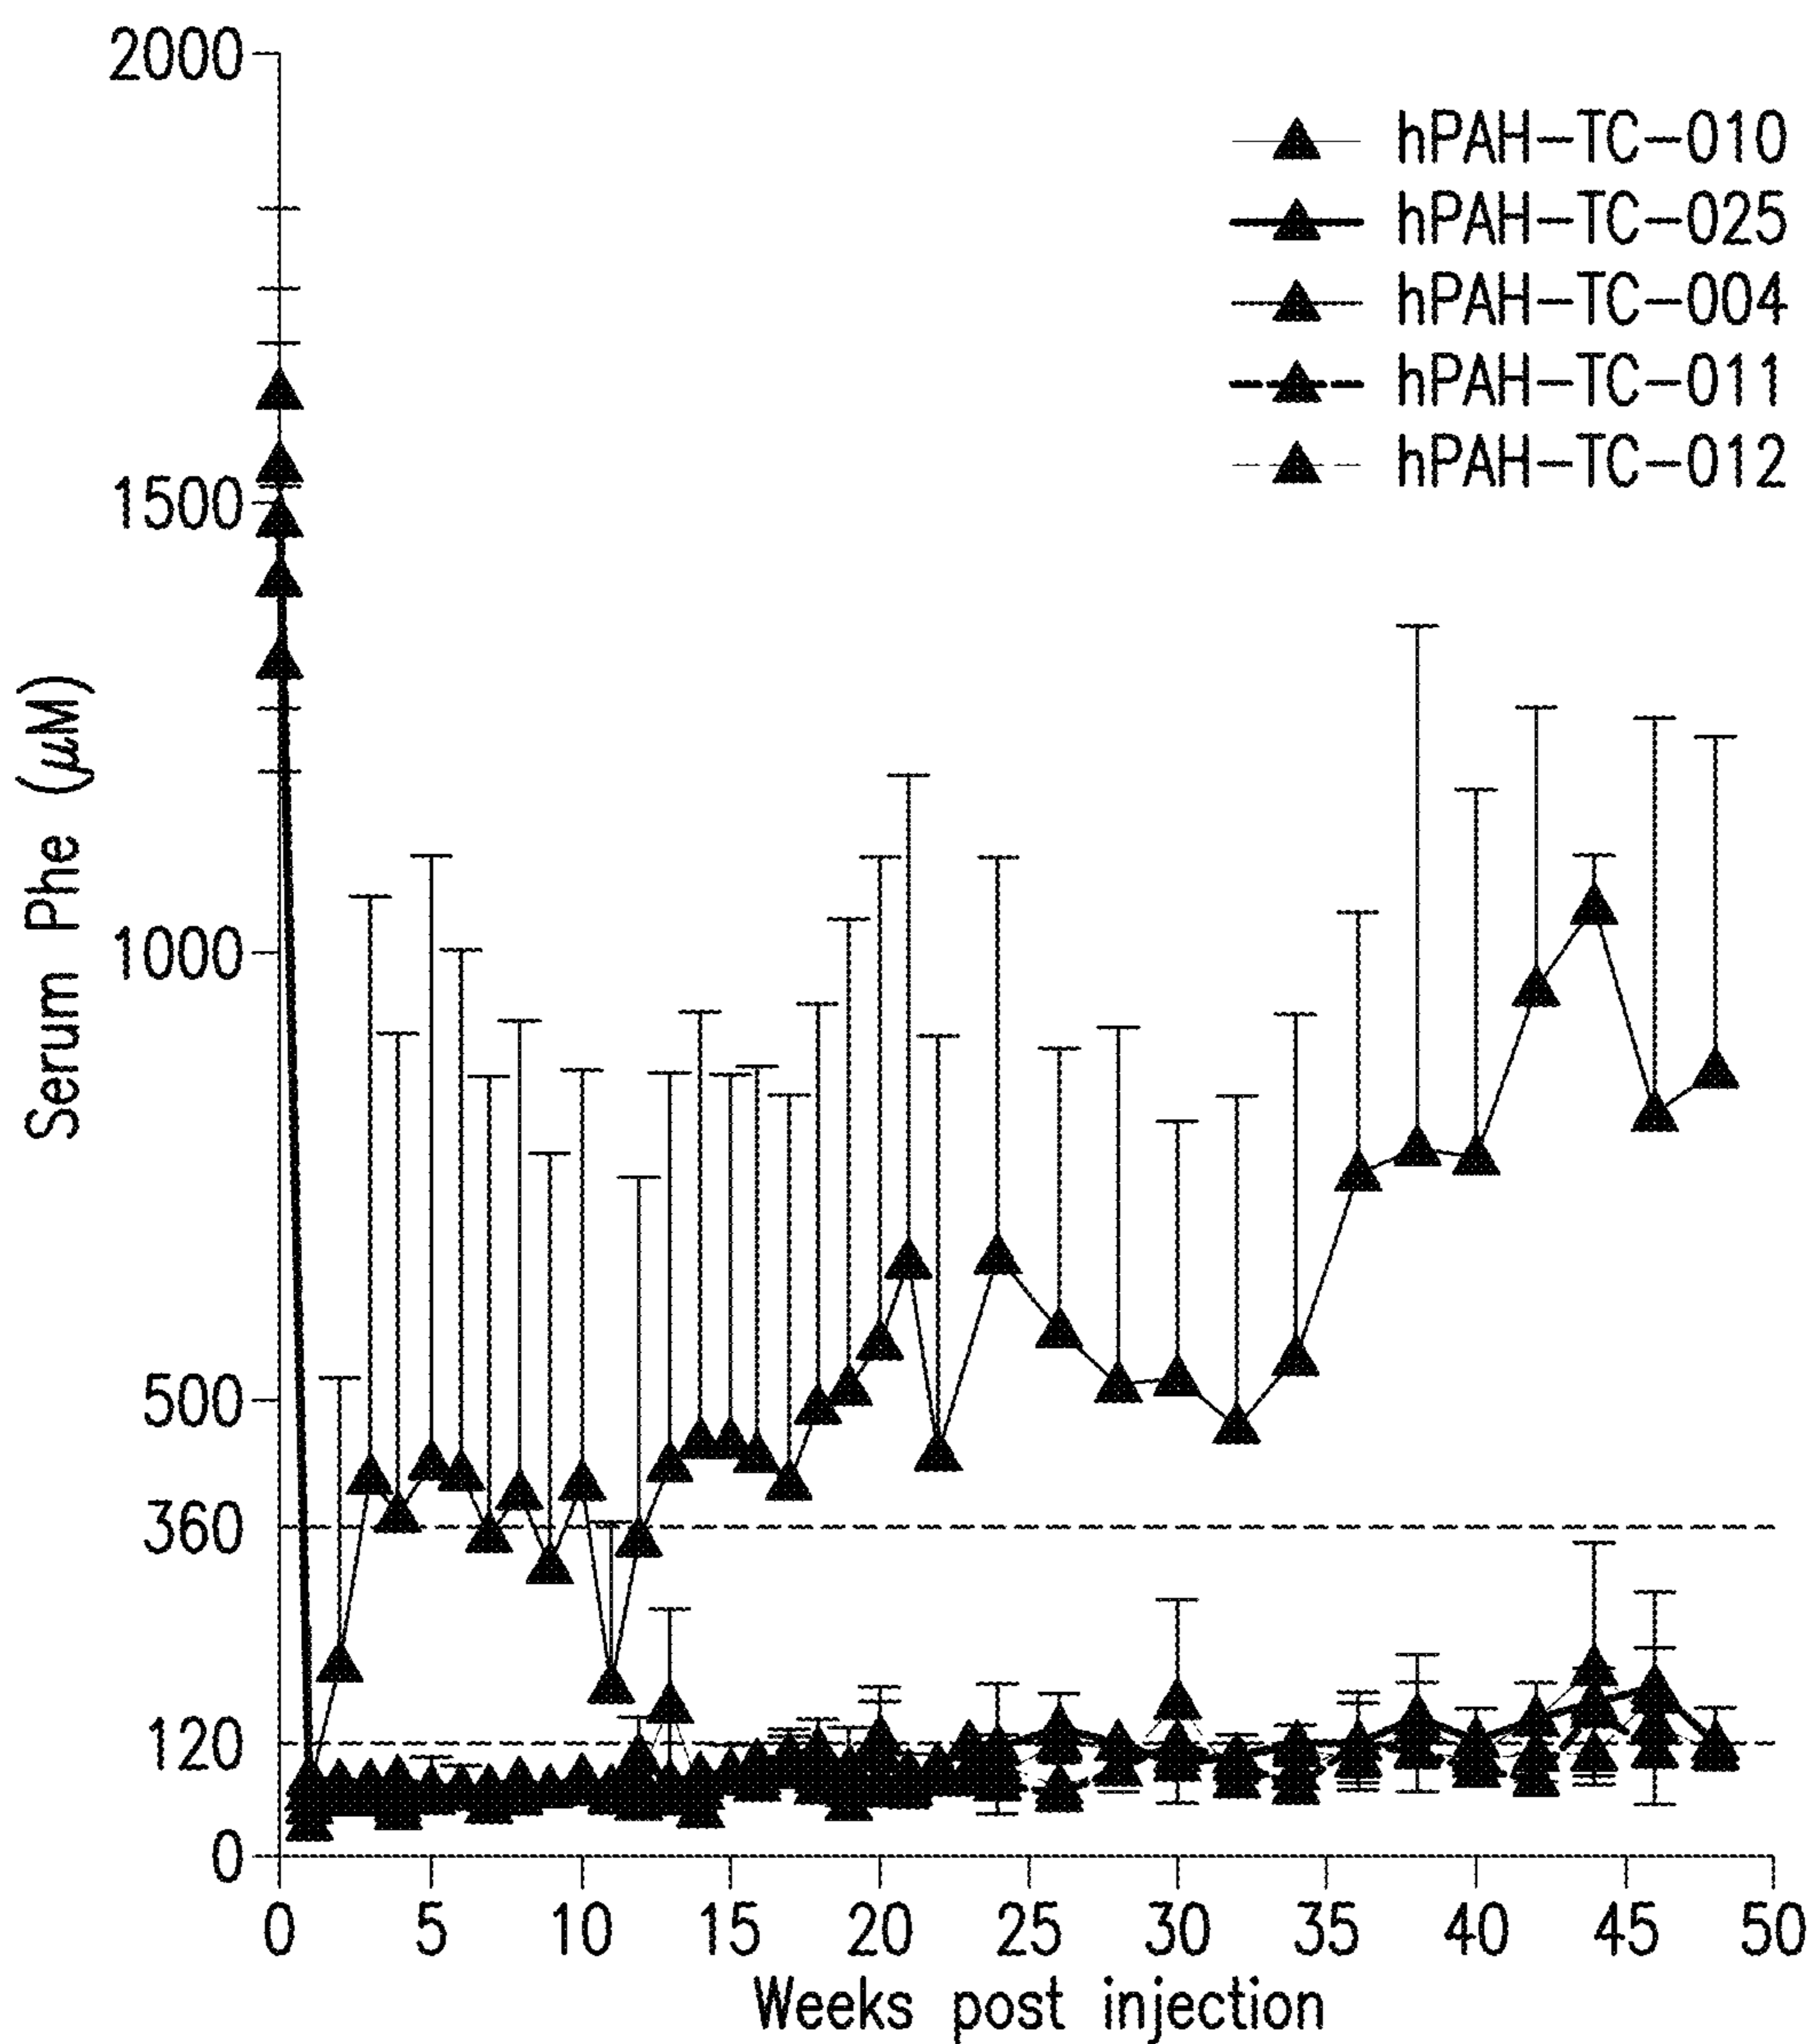 2000
1500
1000
500
360
120
0
Serum Phe (μM)
hPAH-TC-010
hPAH-TC-025
hPAH-TC-004
hPAH-TC-011
hPAH-TC-012
0 5 10 15 20 25 30 35 40 45 50
Weeks post injection